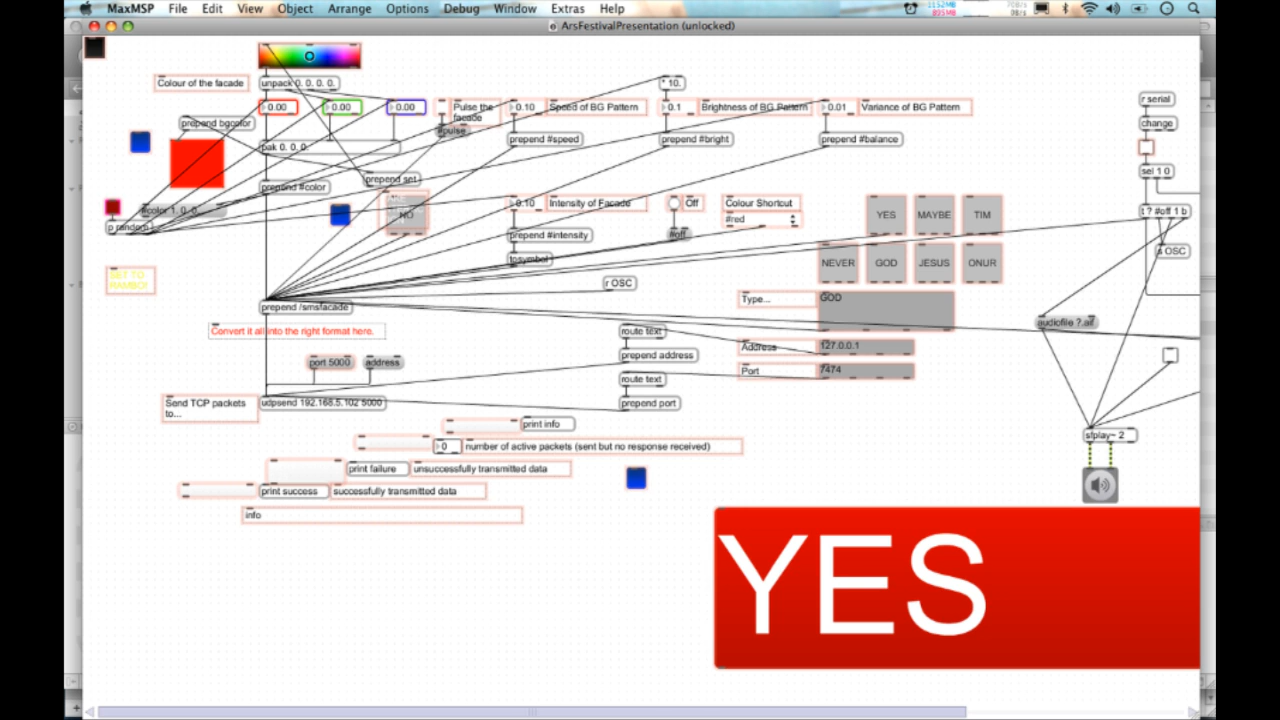 MaxMSP File Edit View Object Arrange Options Debug Window Extras Help
ArsFestivalPresentation (unlocked)
Colour of the facade
unpack 0. 0. 0. 0.
* 10.
r serial
0.00 0.00 0.00
Pulse the
facade
0.10 Speed of BG Pattern
0.1 Brightness of BG Pattern
0.01 Variance of BG Pattern
prepend bgcolor
#pulse
change
pak 0. 0. 0.
prepend #speed
prepend #bright
prepend #balance
sel 1 0
prepend set
prepend #color
#color 1. 0. 0.
p random
NO
0.10 Intensity of Facade
Off
Colour Shortcut
#red
YES MAYBE TIM
t ? #off 1 b
prepend #intensity
#off
s OSC
tosymbol
NEVER GOD JESUS ONUR
SET TO
RAMBO!
r OSC
Type...
GOD
prepend /smsfacade
audiofile ?.aif
Convert it all into the right format here.
route text
Address
127.0.0.1
prepend address
port 5000 address
Port
7474
route text
Send TCP packets
to...
udpsend 192.168.5.102 5000
prepend port
print info
sfplay~ 2
0 number of active packets (sent but no response received)
print failure unsuccessfully transmitted data
print success successfully transmitted data
info
YES